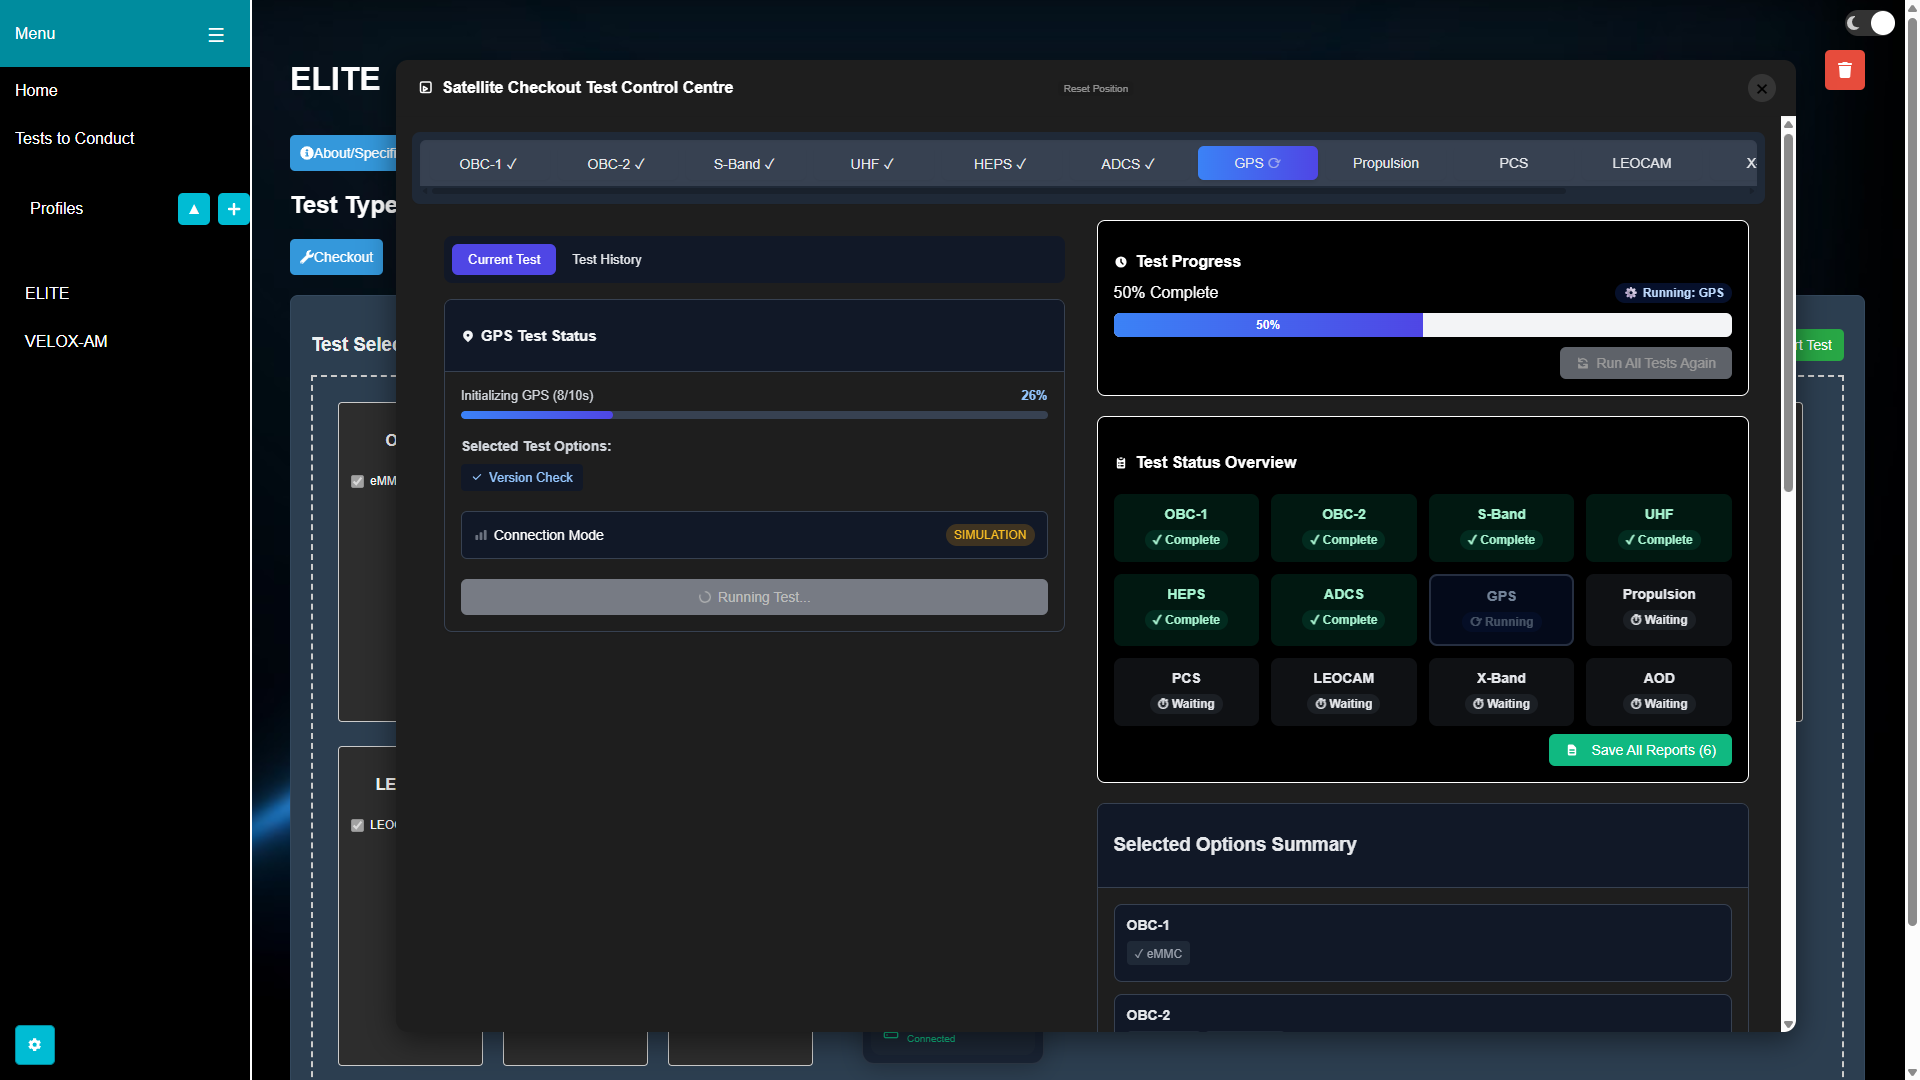 Menu
Home
Tests to Conduct
Profiles
ELITE
VELOX-AM
ELITE
About/Specifi
Test Type
Checkout
Test Selec
rt Test
O
eMM
LE
LEO
Connected
Satellite Checkout Test Control Centre
Reset Position
OBC-1 ✓
OBC-2 ✓
S-Band ✓
UHF ✓
HEPS ✓
ADCS ✓
GPS
Propulsion
PCS
LEOCAM
X
Current Test
Test History
GPS Test Status
Initializing GPS (8/10s)
26%
Selected Test Options:
✓ Version Check
Connection Mode
SIMULATION
Running Test...
Test Progress
50% Complete
Running: GPS
50%
Run All Tests Again
Test Status Overview
OBC-1
✓ Complete
OBC-2
✓ Complete
S-Band
✓ Complete
UHF
✓ Complete
HEPS
✓ Complete
ADCS
✓ Complete
GPS
Running
Propulsion
Waiting
PCS
Waiting
LEOCAM
Waiting
X-Band
Waiting
AOD
Waiting
Save All Reports (6)
Selected Options Summary
OBC-1
✓ eMMC
OBC-2